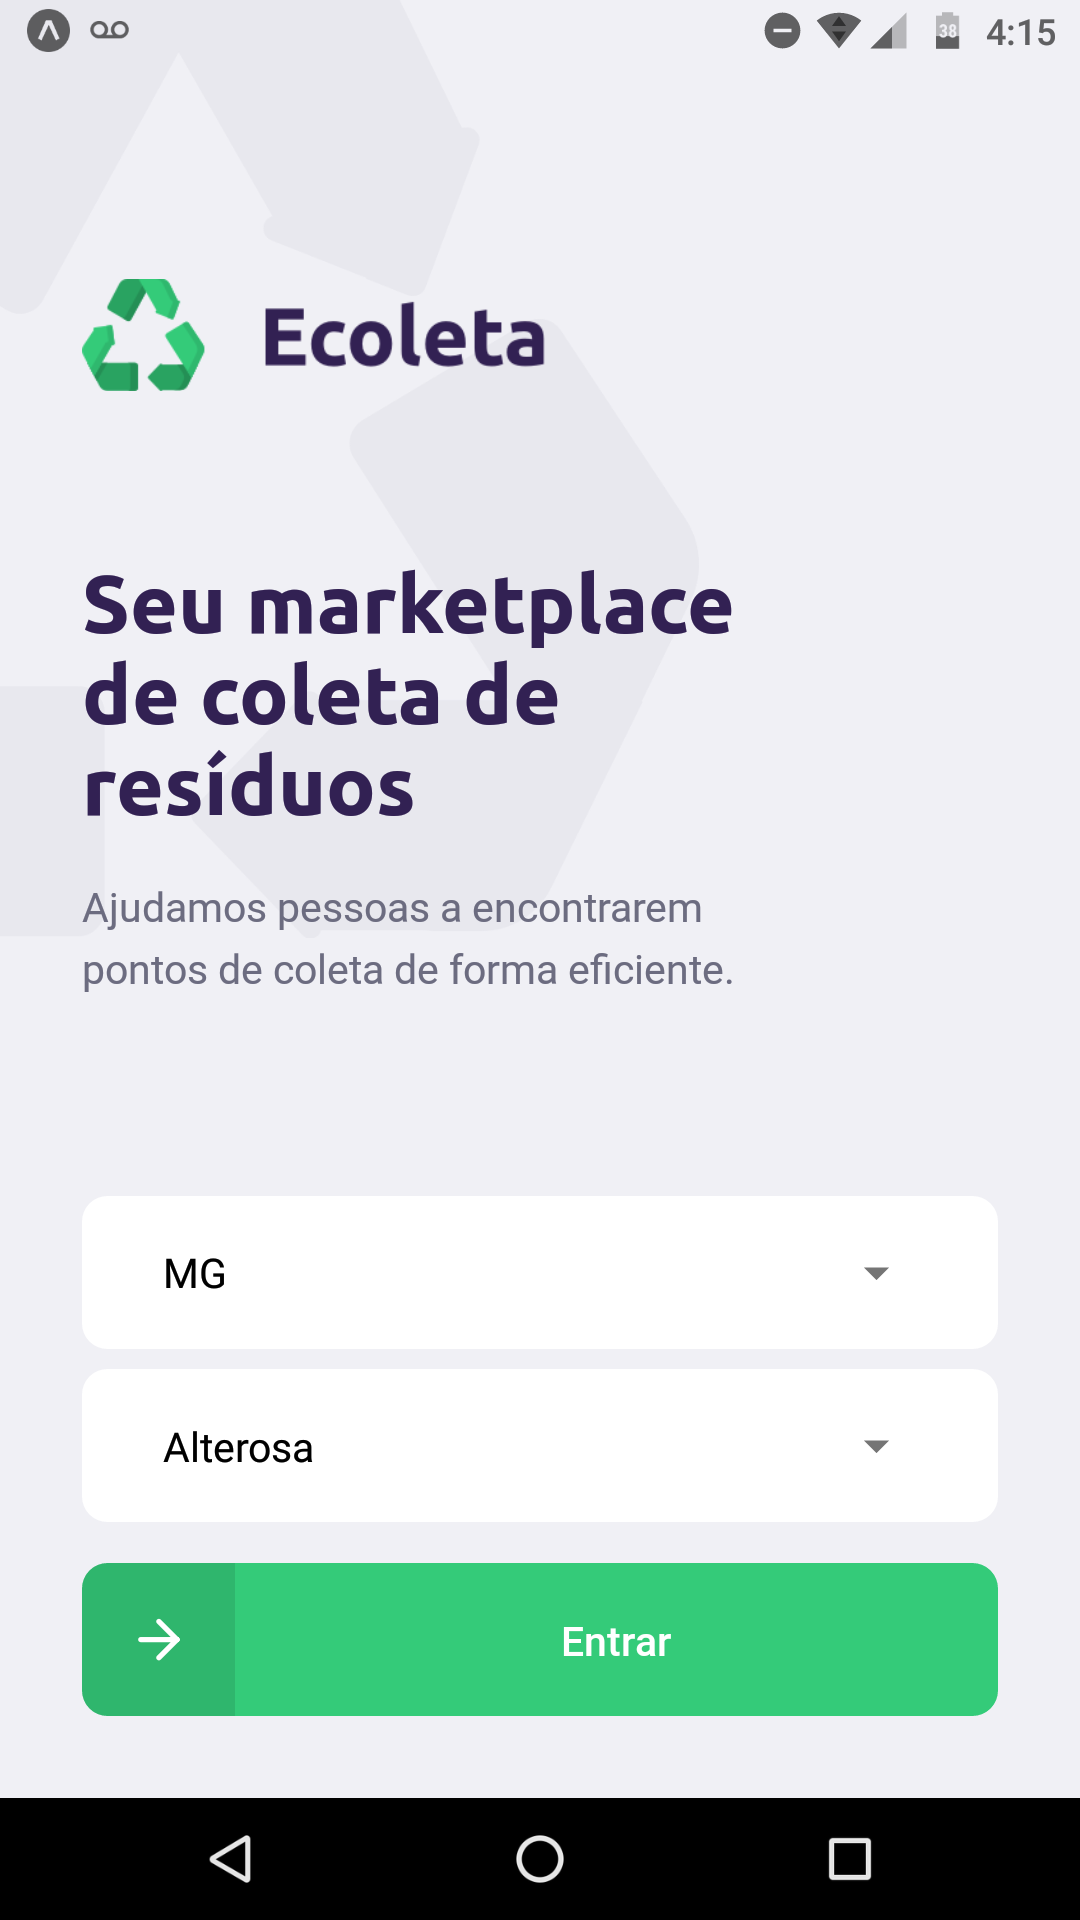 38 4:15
Ecoleta
Seu marketplace
de coleta de
resíduos
Ajudamos pessoas a encontrarem
pontos de coleta de forma eficiente.
MG
Alterosa
Entrar